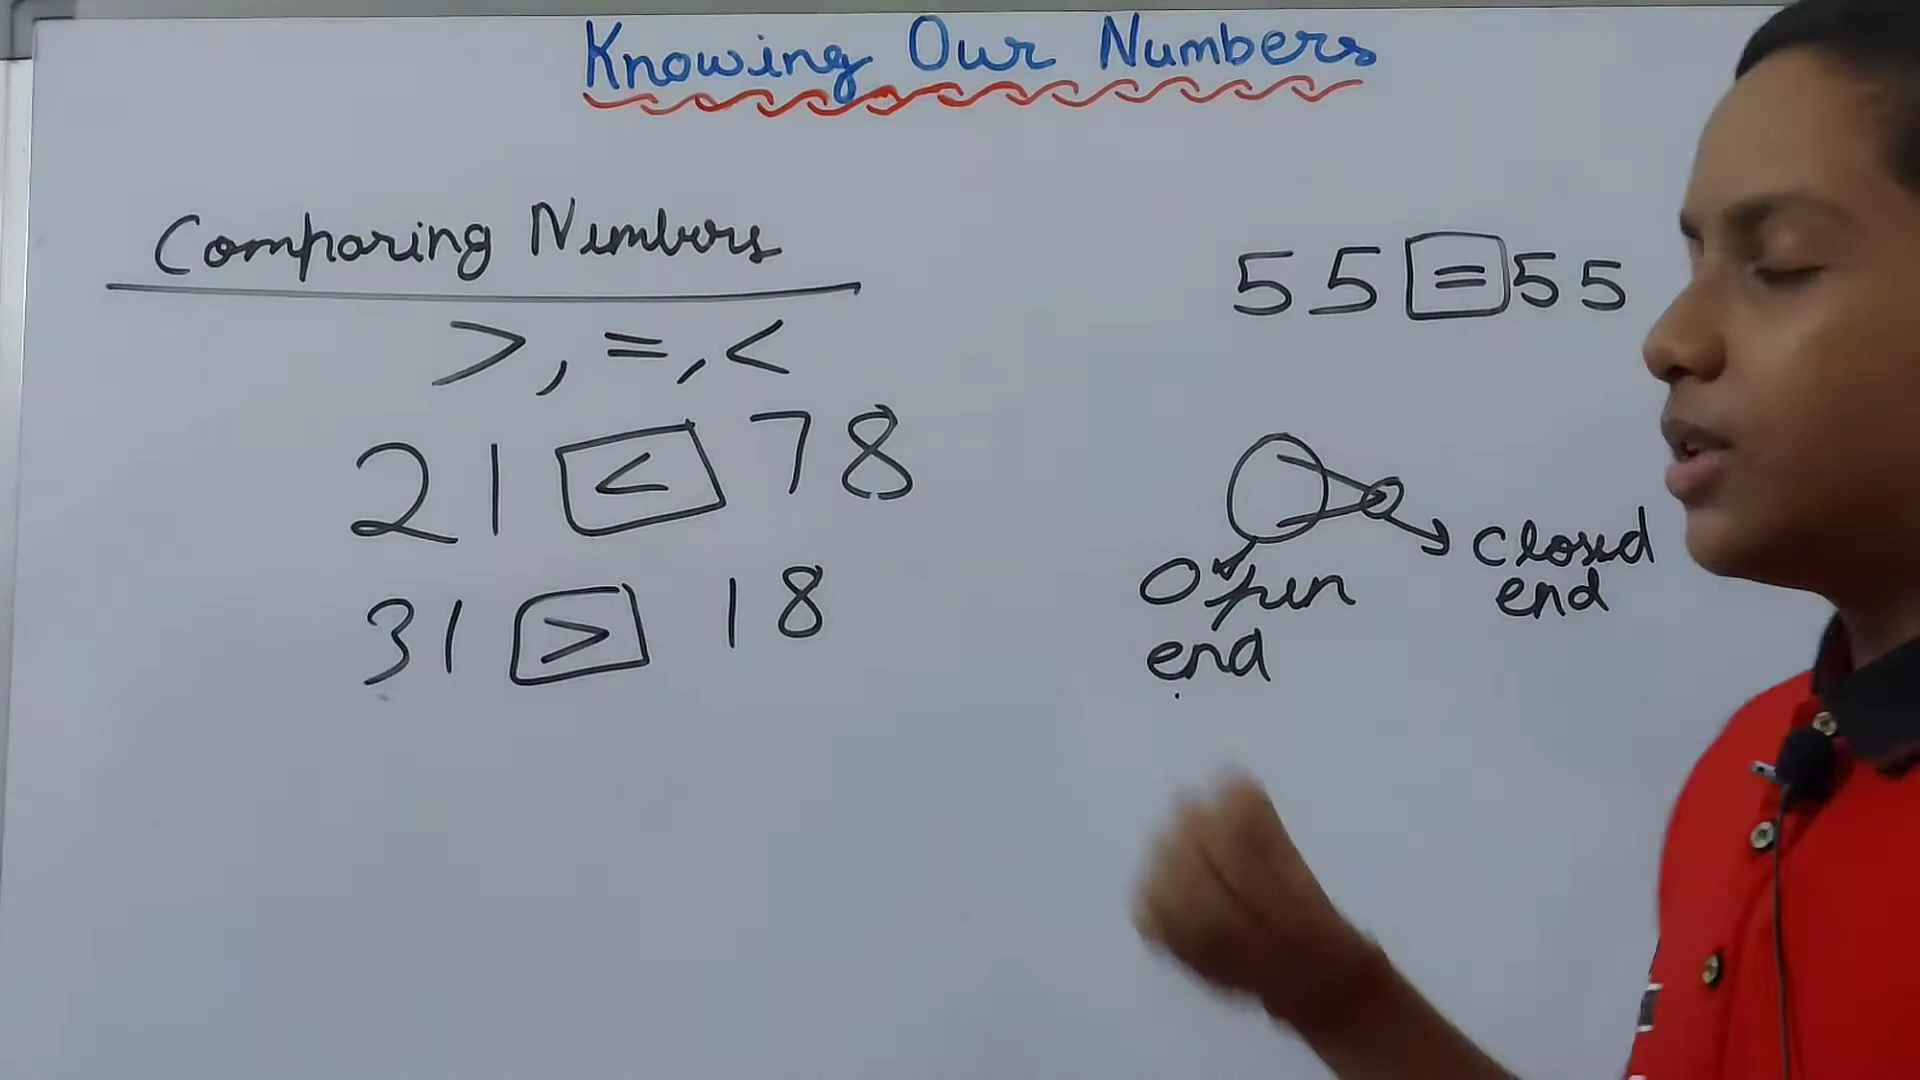 Knowing Our Numbers
Comparing Numbers
>, =, <
21 < 78
31 > 18
55 = 55
closed
end
Open
end